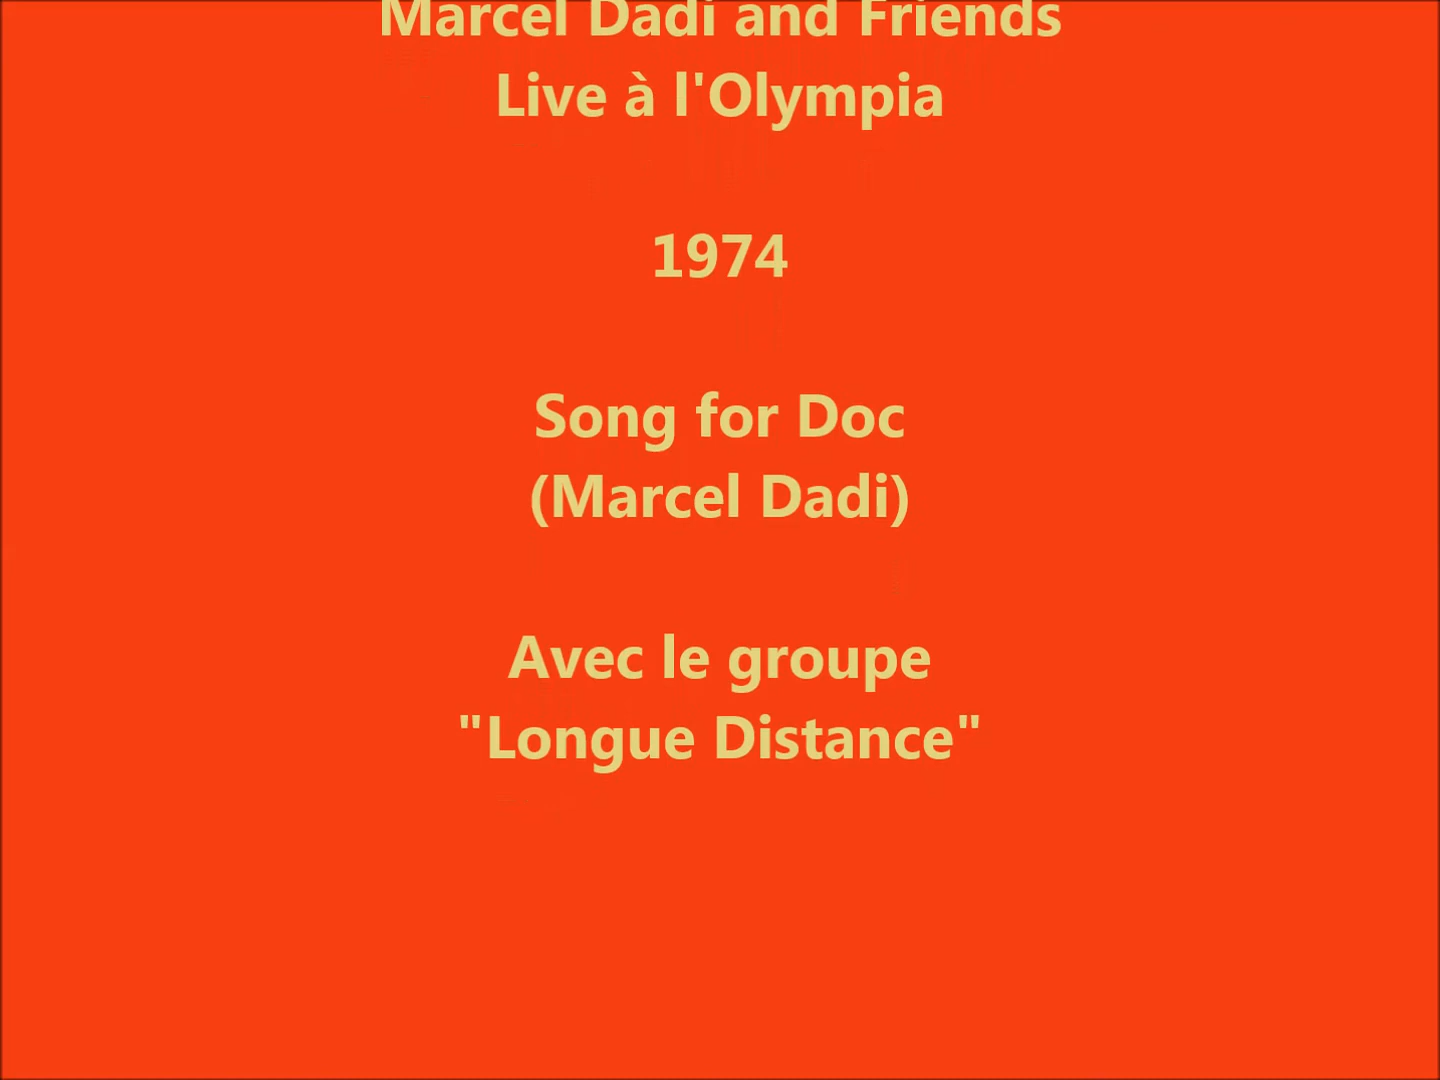 Marcel Dadi and Friends
Live à l'Olympia
1974
Song for Doc
(Marcel Dadi)
Avec le groupe
"Longue Distance"